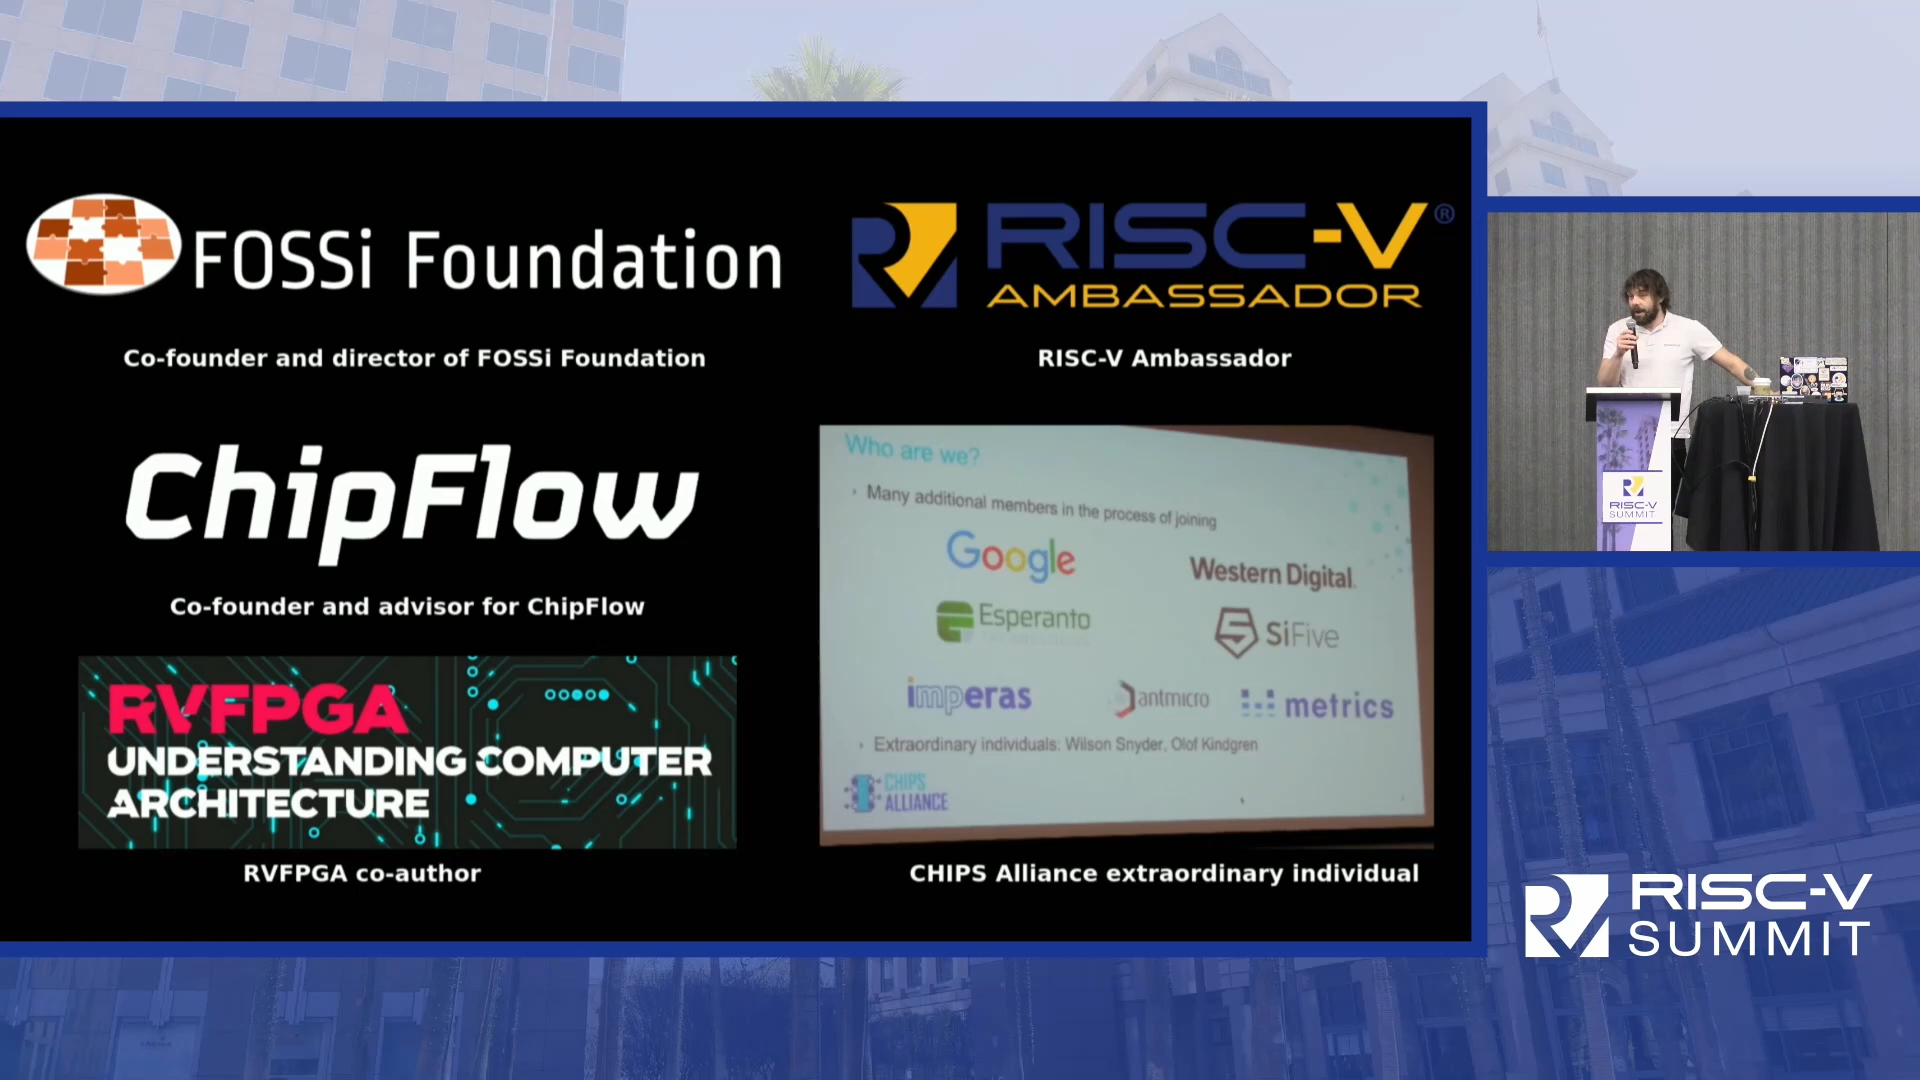 FOSSi Foundation
Co-founder and director of FOSSi Foundation
RISC-V®
AMBASSADOR
RISC-V Ambassador
ChipFlow
Co-founder and advisor for ChipFlow
RVFPGA
UNDERSTANDING COMPUTER
ARCHITECTURE
RVFPGA co-author
Who are we?
› Many additional members in the process of joining
Google
Western Digital.
Esperanto
SiFive
imperas
antmicro
metrics
› Extraordinary individuals: Wilson Snyder, Olof Kindgren
CHIPS
ALLIANCE
CHIPS Alliance extraordinary individual
RISC-V
SUMMIT
RISC-V
SUMMIT